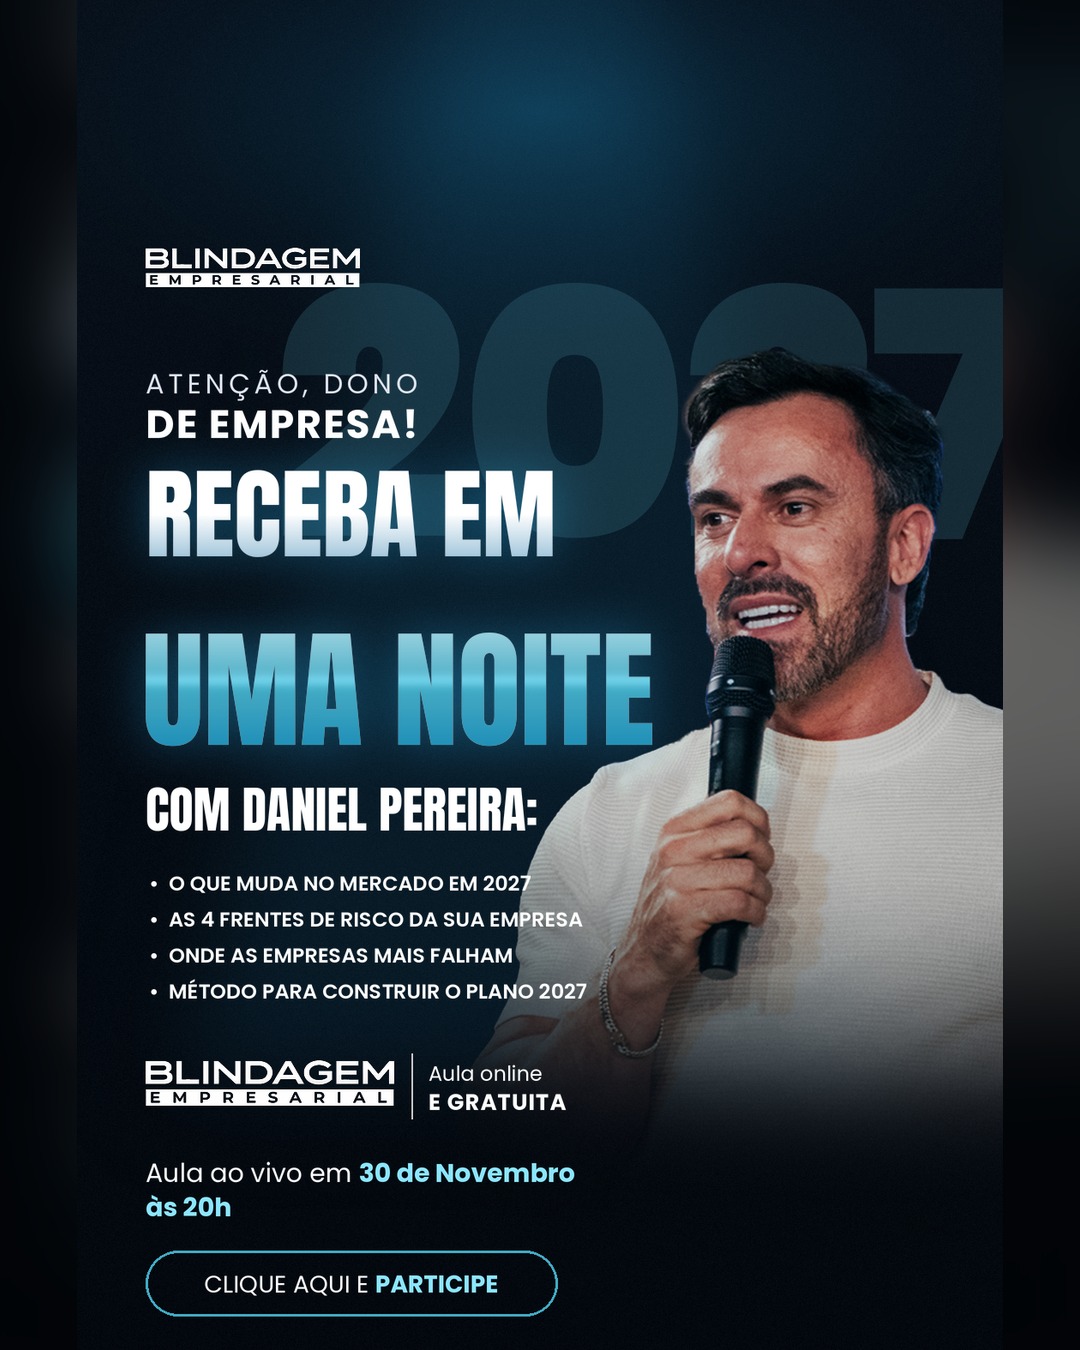 BLINDAGEM
EMPRESARIAL
2027
ATENÇÃO, DONO
DE EMPRESA!
RECEBA EM
UMA NOITE
COM DANIEL PEREIRA:
• O QUE MUDA NO MERCADO EM 2027
• AS 4 FRENTES DE RISCO DA SUA EMPRESA
• ONDE AS EMPRESAS MAIS FALHAM
• MÉTODO PARA CONSTRUIR O PLANO 2027
BLINDAGEM
EMPRESARIAL
Aula online
E GRATUITA
Aula ao vivo em 30 de Novembro
às 20h
CLIQUE AQUI E PARTICIPE